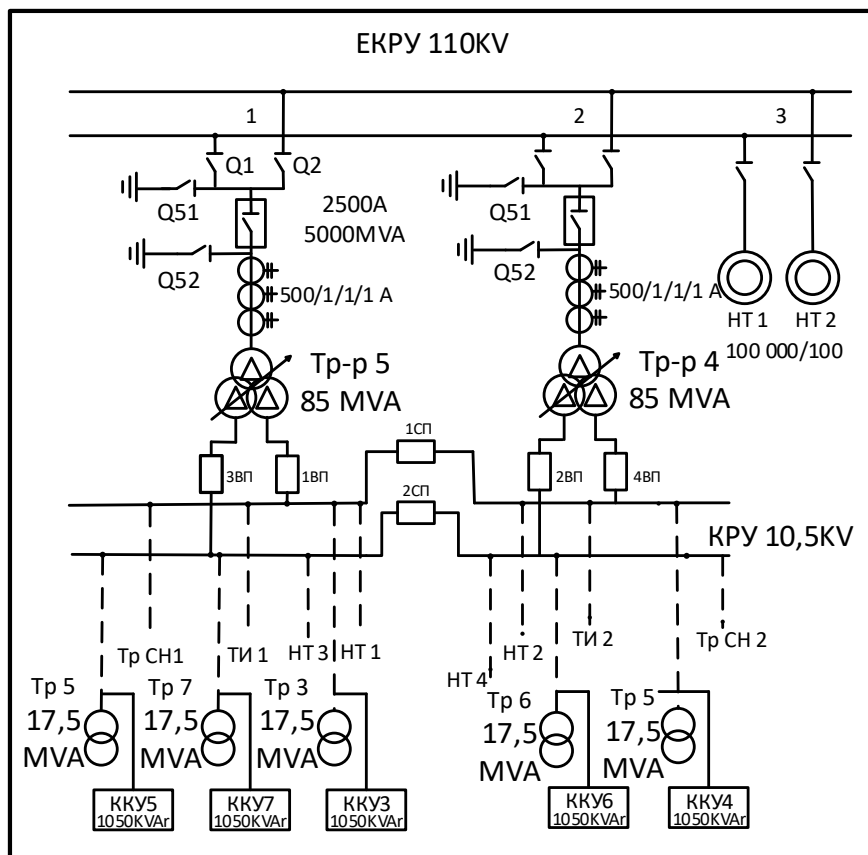 ЕКРУ 110KV
1
2
3
Q1
Q2
Q51
2500A
5000MVA
Q52
500/1/1/1 A
Q51
Q52
500/1/1/1 A
НТ 1
НТ 2
100 000/100
Тр-р 5
85 MVA
Тр-р 4
85 MVA
1СП
3ВП
1ВП
2ВП
4ВП
2СП
КРУ 10,5KV
Тр СН1
ТИ 1
НТ 3
НТ 1
НТ 4
НТ 2
ТИ 2
Тр СН 2
Тр 5
17,5
MVA
Тр 7
17,5
MVA
Тр 3
17,5
MVA
Тр 6
17,5
MVA
Тр 5
17,5
MVA
ККУ5
1050KVAr
ККУ7
1050KVAr
ККУ3
1050KVAr
ККУ6
1050KVAr
ККУ4
1050KVAr